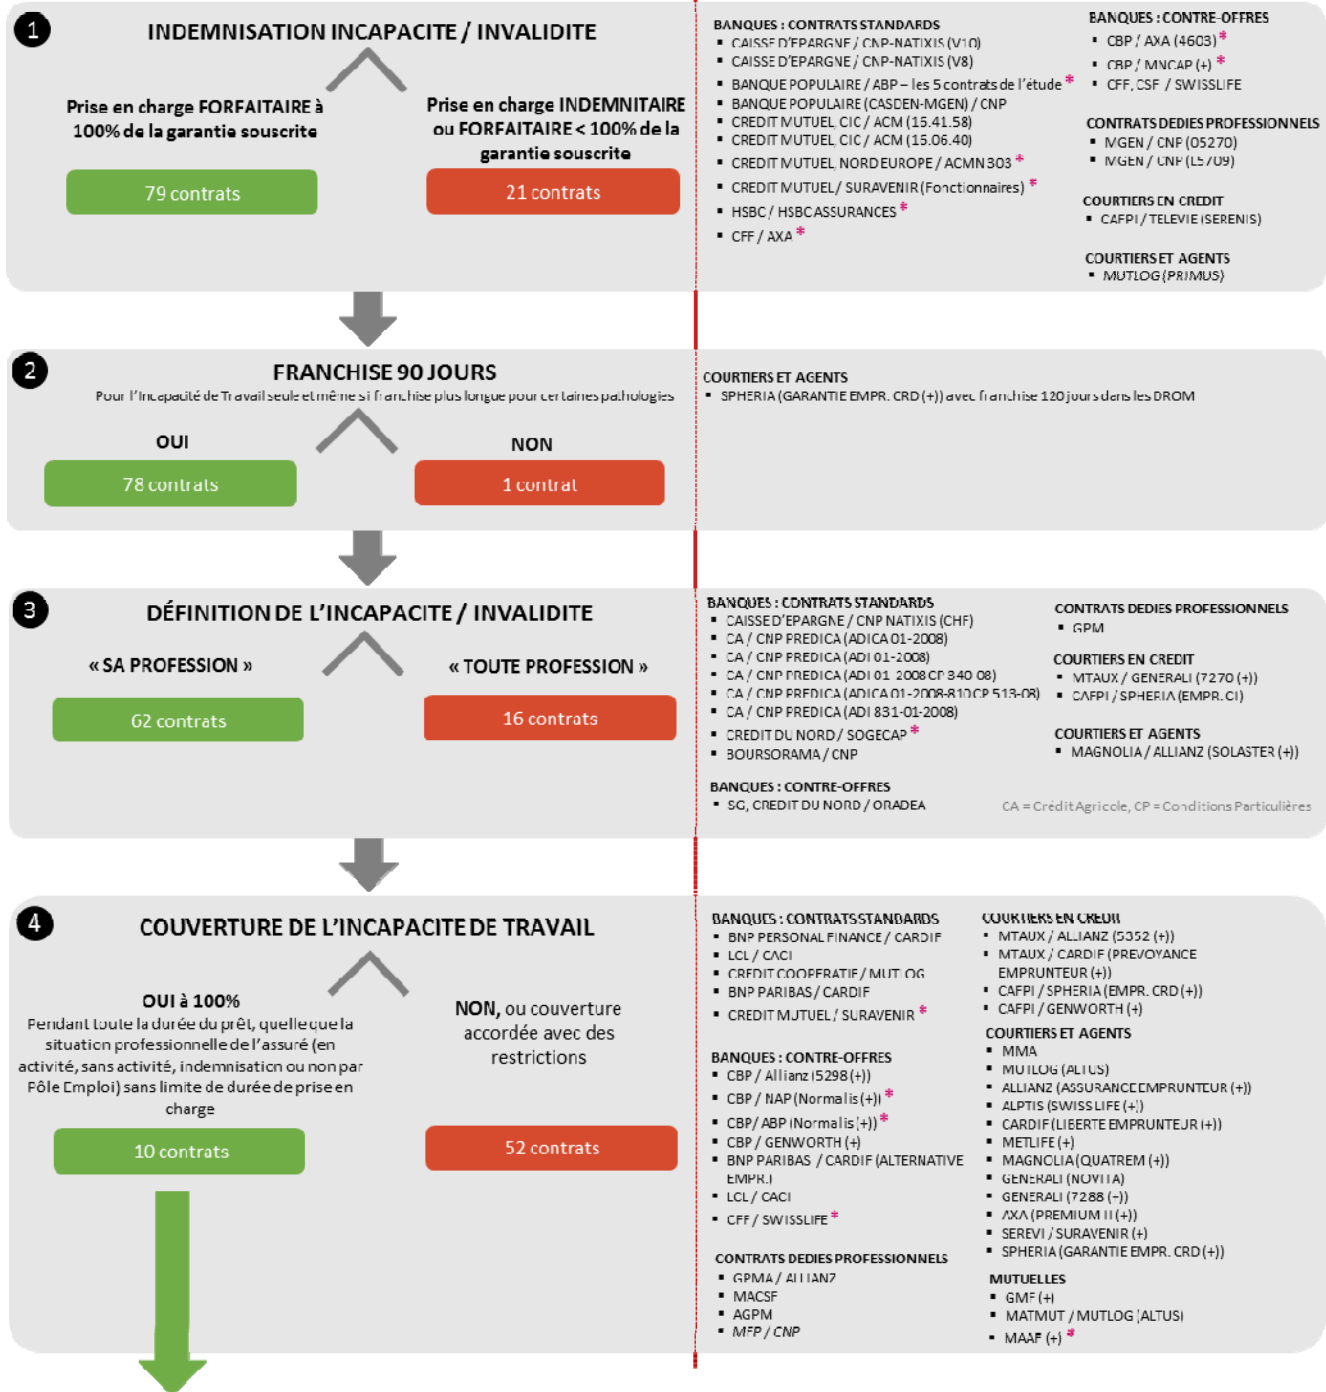 1
INDEMNISATION INCAPACITE / INVALIDITE
Prise en charge FORFAITAIRE à
100% de la garantie souscrite
79 contrats
Prise en charge INDEMNITAIRE
ou FORFAITAIRE < 100% de la
garantie souscrite
21 contrats
BANQUES : CONTRATS STANDARDS
▪ CAISSE D'EPARGNE / CNP-NATIXIS (V10)
▪ CAISSE D'EPARGNE / CNP-NATIXIS (V8)
▪ BANQUE POPULAIRE / ABP – les 5 contrats de l'étude *
▪ BANQUE POPULAIRE (CASDEN-MGEN) / CNP
▪ CREDIT MUTUEL, CIC / ACM (16.41.58)
▪ CREDIT MUTUEL, CIC / ACM (16.06.40)
▪ CREDIT MUTUEL, NORD EUROPE / ACMN 303 *
▪ CREDIT MUTUEL / SURAVENIR (Fonctionnaires) *
▪ HSBC / HSBC ASSURANCES *
▪ CFF / AXA *
BANQUES : CONTRE-OFFRES
▪ CBP / AXA (4603) *
▪ CBP / MNCAP (+) *
▪ CFF, CSF / SWISSLIFE
CONTRATS DEDIES PROFESSIONNELS
▪ MGEN / CNP (05270)
▪ MGEN / CNP (L5709)
COURTIERS EN CREDIT
▪ CAFPI / TELEVIE (SERENIS)
COURTIERS ET AGENTS
▪ MUTLOG (PRIMUS)
2
FRANCHISE 90 JOURS
Pour l'Incapacité de Travail seule et même si franchise plus longue pour certaines pathologies
OUI
78 contrats
NON
1 contrat
COURTIERS ET AGENTS
▪ SPHERIA (GARANTIE EMPR. CRD (+)) avec franchise 120 jours dans les DROM
3
DÉFINITION DE L'INCAPACITE / INVALIDITE
« SA PROFESSION »
62 contrats
« TOUTE PROFESSION »
16 contrats
BANQUES : CONTRATS STANDARDS
▪ CAISSE D'EPARGNE / CNP NATIXIS (CHF)
▪ CA / CNP PREDICA (ADICA 01-2008)
▪ CA / CNP PREDICA (ADI 01-2008)
▪ CA / CNP PREDICA (ADI 01-2008 CP 340-08)
▪ CA / CNP PREDICA (ADICA 01-2008-810 CP 513-08)
▪ CA / CNP PREDICA (ADI 831-01-2008)
▪ CREDIT DU NORD / SOGECAP *
▪ BOURSORAMA / CNP
BANQUES : CONTRE-OFFRES
▪ SG, CREDIT DU NORD / ORADEA
CONTRATS DEDIES PROFESSIONNELS
▪ GPM
COURTIERS EN CREDIT
▪ MTAUX / GENERALI (7270 (+))
▪ CAFPI / SPHERIA (EMPR. CI)
COURTIERS ET AGENTS
▪ MAGNOLIA / ALLIANZ (SOLASTER (+))
CA = Crédit Agricole, CP = Conditions Particulières
4
COUVERTURE DE L'INCAPACITE DE TRAVAIL
OUI à 100%
Pendant toute la durée du prêt, quelle que la
situation professionnelle de l'assuré (en
activité, sans activité, indemnisation ou non par
Pôle Emploi) sans limite de durée de prise en
charge
10 contrats
NON, ou couverture
accordée avec des
restrictions
52 contrats
BANQUES : CONTRATS STANDARDS
▪ BNP PERSONAL FINANCE / CARDIF
▪ LCL / CACI
▪ CREDIT COOPERATIF / MUTLOG
▪ BNP PARIBAS / CARDIF
▪ CREDIT MUTUEL / SURAVENIR *
BANQUES : CONTRE-OFFRES
▪ CBP / Allianz (5298 (+))
▪ CBP / NAP (Normalis (+)) *
▪ CBP / ABP (Normalis (+)) *
▪ CBP / GENWORTH (+)
▪ BNP PARIBAS / CARDIF (ALTERNATIVE
EMPR.)
▪ LCL / CACI
▪ CFF / SWISSLIFE *
CONTRATS DEDIES PROFESSIONNELS
▪ GPMA / ALLIANZ
▪ MACSF
▪ AGPM
▪ MFP / CNP
COURTIERS EN CREDIT
▪ MTAUX / ALLIANZ (5352 (+))
▪ MTAUX / CARDIF (PREVOYANCE
EMPRUNTEUR (+))
▪ CAFPI / SPHERIA (EMPR. CRD (+))
▪ CAFPI / GENWORTH (+)
COURTIERS ET AGENTS
▪ MMA
▪ MUTLOG (ALTUS)
▪ ALLIANZ (ASSURANCE EMPRUNTEUR (+))
▪ ALPTIS (SWISS LIFE (+))
▪ CARDIF (LIBERTE EMPRUNTEUR (+))
▪ METLIFE (+)
▪ MAGNOLIA (QUATREM (+))
▪ GENERALI (NOVITA)
▪ GENERALI (7288 (+))
▪ AXA (PREMIUM II (+))
▪ SEREVI / SURAVENIR (+)
▪ SPHERIA (GARANTIE EMPR. CRD (+))
MUTUELLES
▪ GMF (+)
▪ MATMUT / MUTLOG (ALTUS)
▪ MAAF (+) *